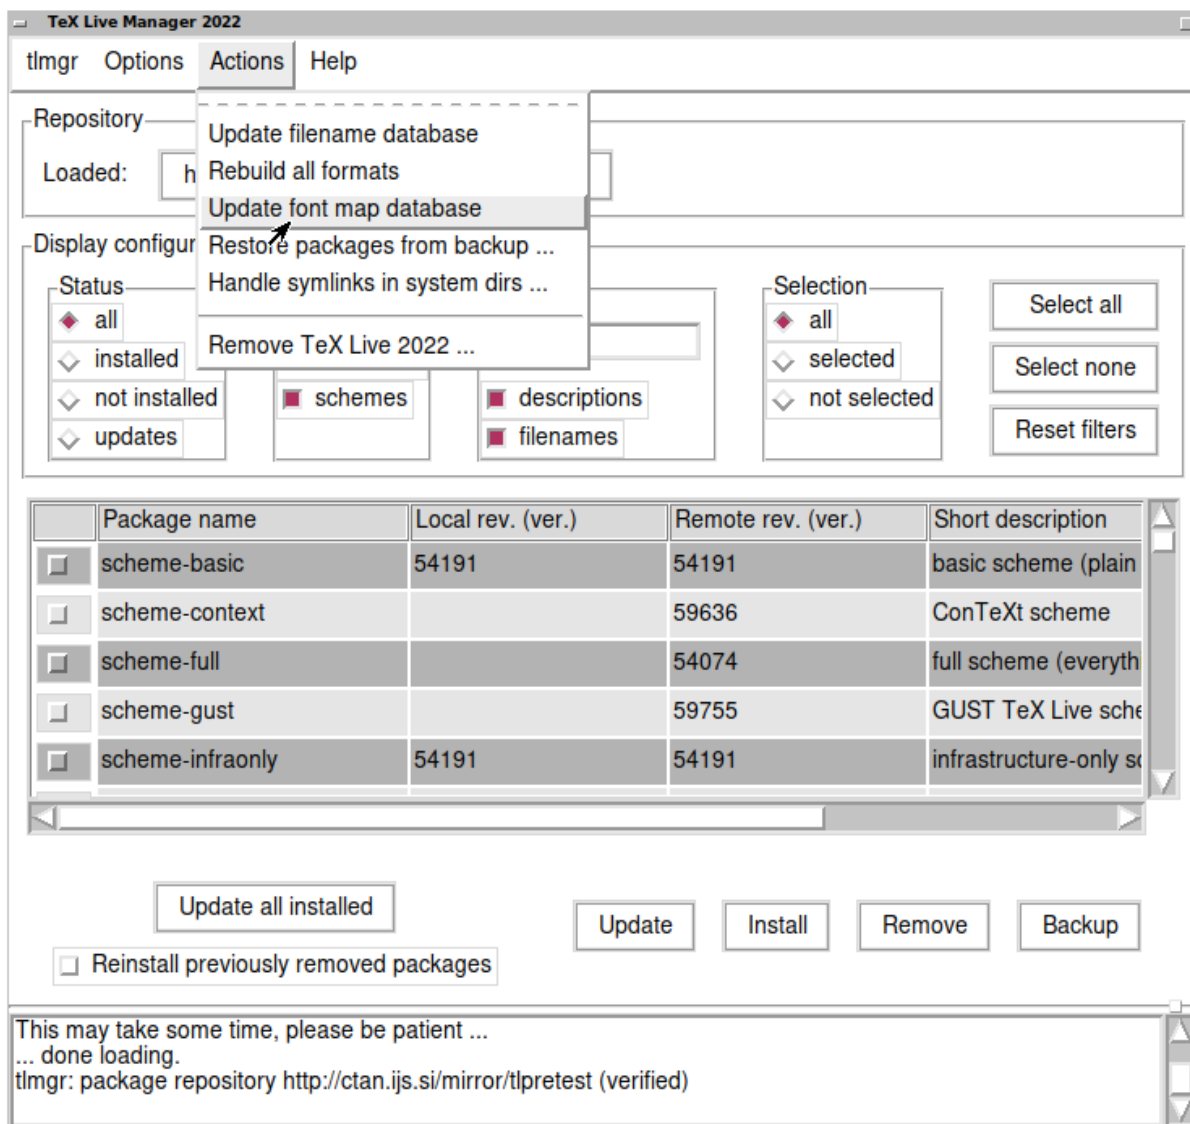 TeX Live Manager 2022
tlmgr Options Actions Help
Repository
Loaded: h
Update filename database
Rebuild all formats
Update font map database
Restore packages from backup ...
Handle symlinks in system dirs ...
Remove TeX Live 2022 ...
Display configur
Status
all
installed
not installed
updates
schemes
descriptions
filenames
Selection
all
selected
not selected
Select all
Select none
Reset filters
Package name Local rev. (ver.) Remote rev. (ver.) Short description
scheme-basic 54191 54191 basic scheme (plain
scheme-context 59636 ConTeXt scheme
scheme-full 54074 full scheme (everythi
scheme-gust 59755 GUST TeX Live sche
scheme-infraonly 54191 54191 infrastructure-only sc
Update all installed
Reinstall previously removed packages
Update Install Remove Backup
This may take some time, please be patient ...
... done loading.
tlmgr: package repository http://ctan.ijs.si/mirror/tlpretest (verified)